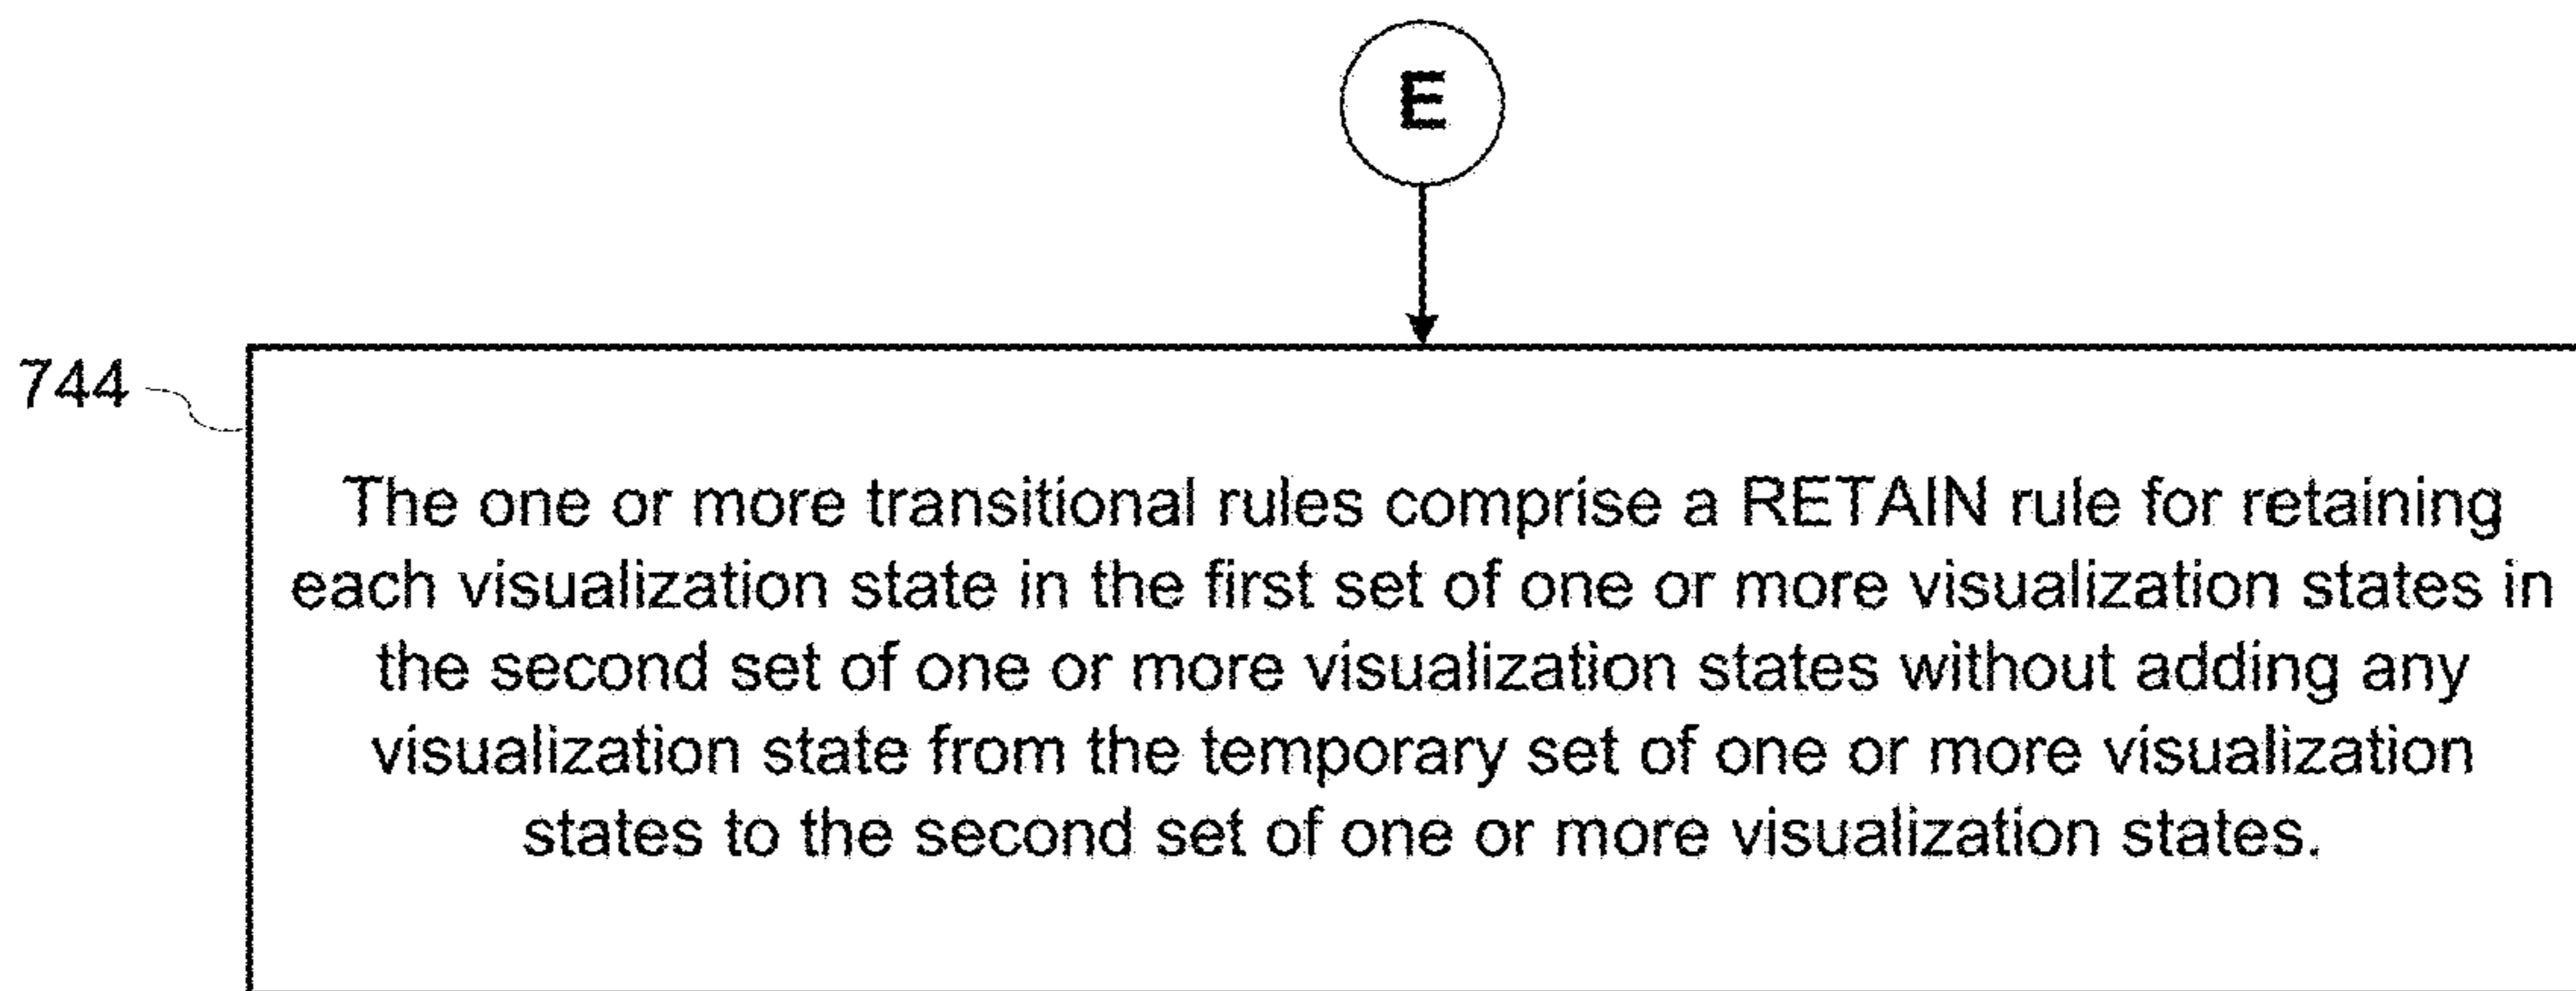 E
744
The one or more transitional rules comprise a RETAIN rule for retaining
each visualization state in the first set of one or more visualization states in
the second set of one or more visualization states without adding any
visualization state from the temporary set of one or more visualization
states to the second set of one or more visualization states.